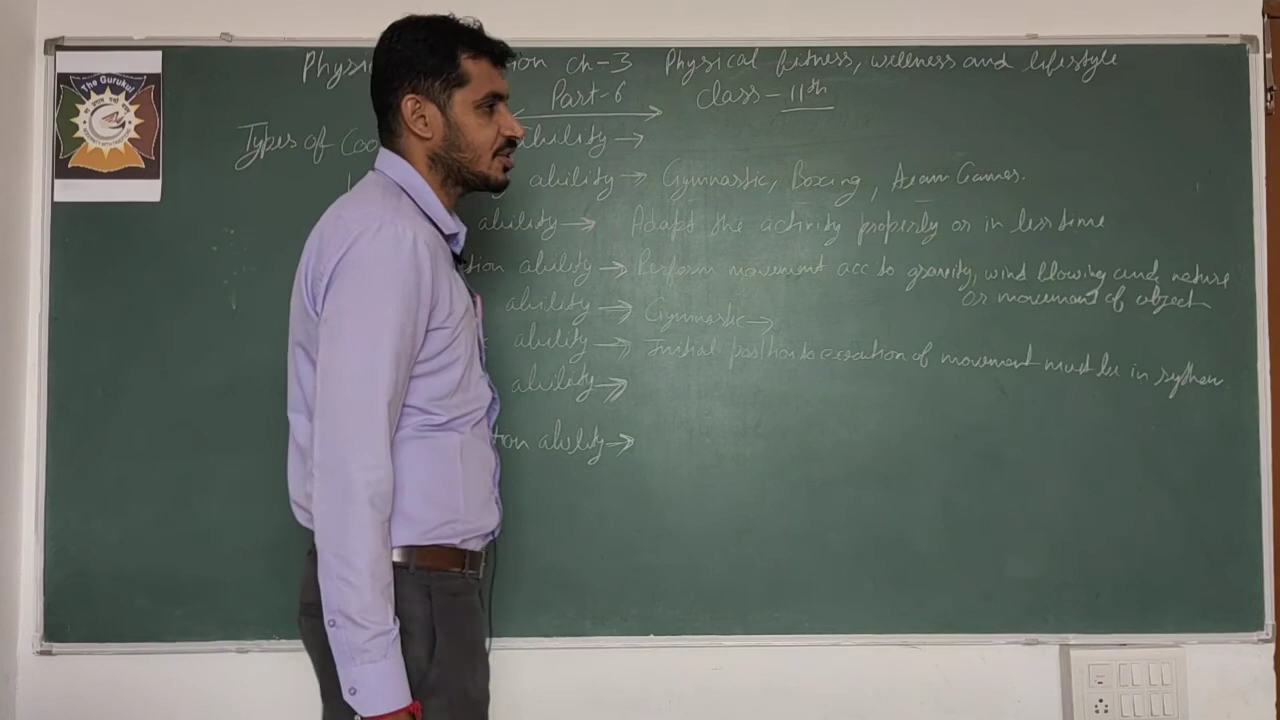 The Gurukul
Physi ion ch-3 Physical fitness, wellness and lifestyle
Part-6 class-11th
Types of Coo ability→
ability→ Gymnastic, Boxing, Team Games.
ability→ Adapt the activity properly or in less time
tion ability→ Perform movement acc to gravity, wind blowing and nature
or movement of object
ability→ Gymnastic→
ability→ Initial position to execution of movement must be in
ability→
tion ability→